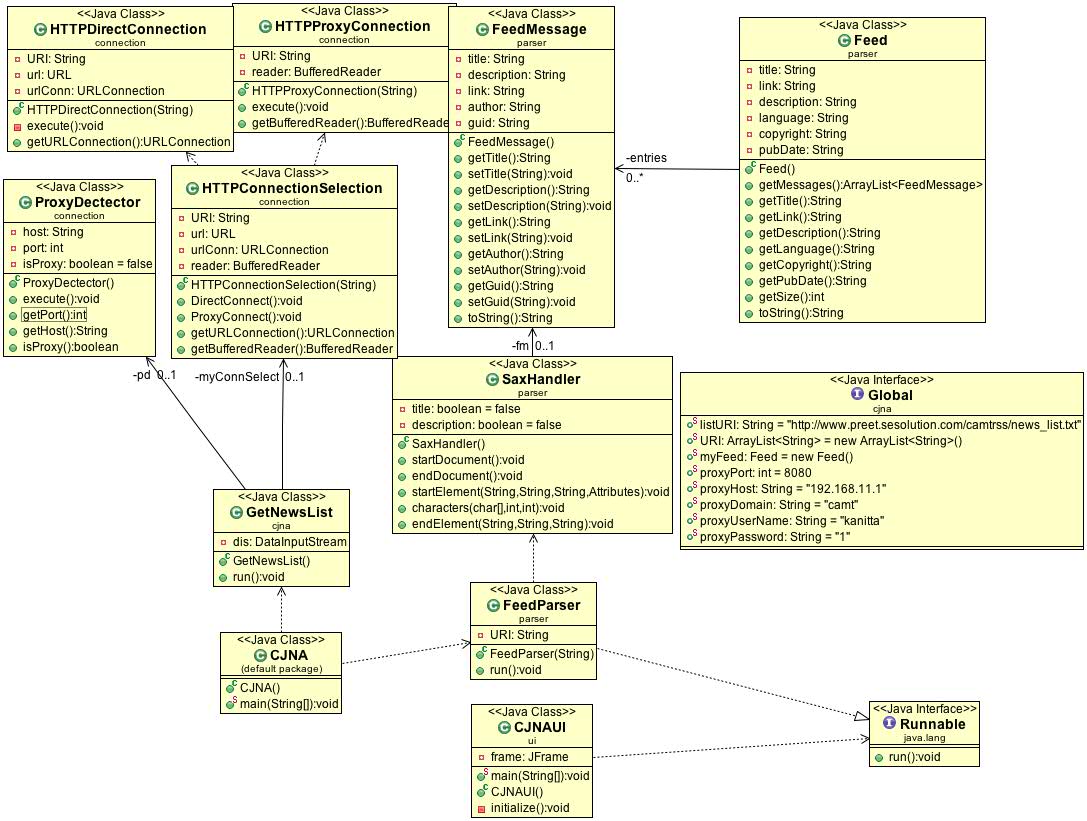 <<Java Class>>
HTTPDirectConnection
connection
URI: String
url: URL
urlConn: URLConnection
HTTPDirectConnection(String)
execute():void
getURLConnection():URLConnection
<<Java Class>>
HTTPProxyConnection
connection
URI: String
reader: BufferedReader
HTTPProxyConnection(String)
execute():void
getBufferedReader():BufferedReade
<<Java Class>>
FeedMessage
parser
title: String
description: String
link: String
author: String
guid: String
FeedMessage()
getTitle():String
setTitle(String):void
getDescription():String
setDescription(String):void
getLink():String
setLink(String):void
getAuthor():String
setAuthor(String):void
getGuid():String
setGuid(String):void
toString():String
-entries
0..*
<<Java Class>>
Feed
parser
title: String
link: String
description: String
language: String
copyright: String
pubDate: String
Feed()
getMessages():ArrayList<FeedMessage>
getTitle():String
getLink():String
getDescription():String
getLanguage():String
getCopyright():String
getPubDate():String
getSize():int
toString():String
<<Java Class>>
ProxyDectector
connection
host: String
port: int
isProxy: boolean = false
ProxyDectector()
execute():void
getPort():int
getHost():String
isProxy():boolean
<<Java Class>>
HTTPConnectionSelection
connection
URI: String
url: URL
urlConn: URLConnection
reader: BufferedReader
HTTPConnectionSelection(String)
DirectConnect():void
ProxyConnect():void
getURLConnection():URLConnection
getBufferedReader():BufferedReader
-pd 0..1
-myConnSelect 0..1
-fm 0..1
<<Java Class>>
SaxHandler
parser
title: boolean = false
description: boolean = false
SaxHandler()
startDocument():void
endDocument():void
startElement(String,String,String,Attributes):void
characters(char[],int,int):void
endElement(String,String,String):void
<<Java Interface>>
Global
cjna
listURI: String = "http://www.preet.sesolution.com/camtrss/news_list.txt"
URI: ArrayList<String> = new ArrayList<String>()
myFeed: Feed = new Feed()
proxyPort: int = 8080
proxyHost: String = "192.168.11.1"
proxyDomain: String = "camt"
proxyUserName: String = "kanitta"
proxyPassword: String = "1"
<<Java Class>>
GetNewsList
cjna
dis: DataInputStream
GetNewsList()
run():void
<<Java Class>>
CJNA
(default package)
CJNA()
main(String[]):void
<<Java Class>>
FeedParser
parser
URI: String
FeedParser(String)
run():void
<<Java Class>>
CJNAUI
ui
frame: JFrame
main(String[]):void
CJNAUI()
initialize():void
<<Java Interface>>
Runnable
java.lang
run():void